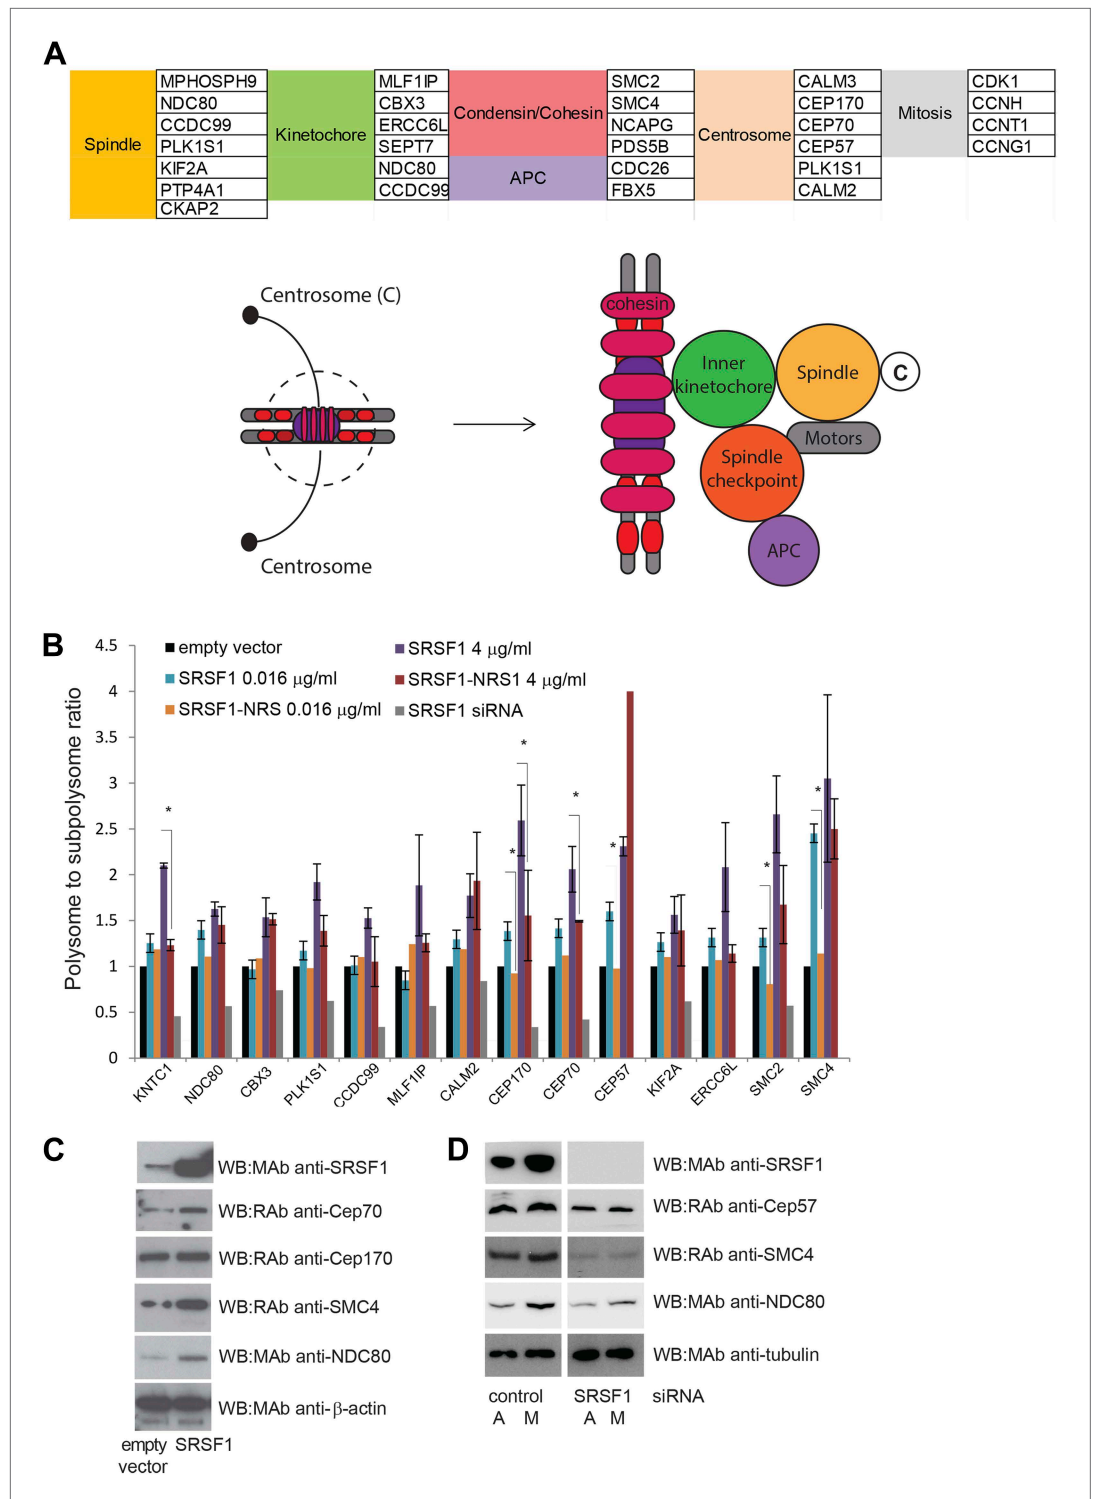 A
Spindle
MPHOSPH9
NDC80
CCDC99
PLK1S1
KIF2A
PTP4A1
CKAP2
Kinetochore
MLF1IP
CBX3
ERCC6L
SEPT7
NDC80
CCDC99
Condensin/Cohesin
APC
SMC2
SMC4
NCAPG
PDS5B
CDC26
FBX5
Centrosome
CALM3
CEP170
CEP70
CEP57
PLK1S1
CALM2
Mitosis
CDK1
CCNH
CCNT1
CCNG1
Centrosome (C)
Centrosome
cohesin
Inner
kinetochore
Spindle
C
Motors
Spindle
checkpoint
APC
B
Polysome to subpolysome ratio
4.5
4
3.5
3
2.5
2
1.5
1
0.5
0
empty vector
SRSF1 0.016 μg/ml
SRSF1-NRS 0.016 μg/ml
SRSF1 4 μg/ml
SRSF1-NRS1 4 μg/ml
SRSF1 siRNA
*
*
*
*
*
*
*
KNTC1
NDC80
CBX3
PLK1S1
CCDC99
MLF1IP
CALM2
CEP170
CEP70
CEP57
KIF2A
ERCC6L
SMC2
SMC4
C
WB:MAb anti-SRSF1
WB:RAb anti-Cep70
WB:RAb anti-Cep170
WB:RAb anti-SMC4
WB:MAb anti-NDC80
WB:MAb anti-β-actin
empty SRSF1
vector
D
WB:MAb anti-SRSF1
WB:RAb anti-Cep57
WB:RAb anti-SMC4
WB:MAb anti-NDC80
WB:MAb anti-tubulin
control SRSF1 siRNA
A M A M